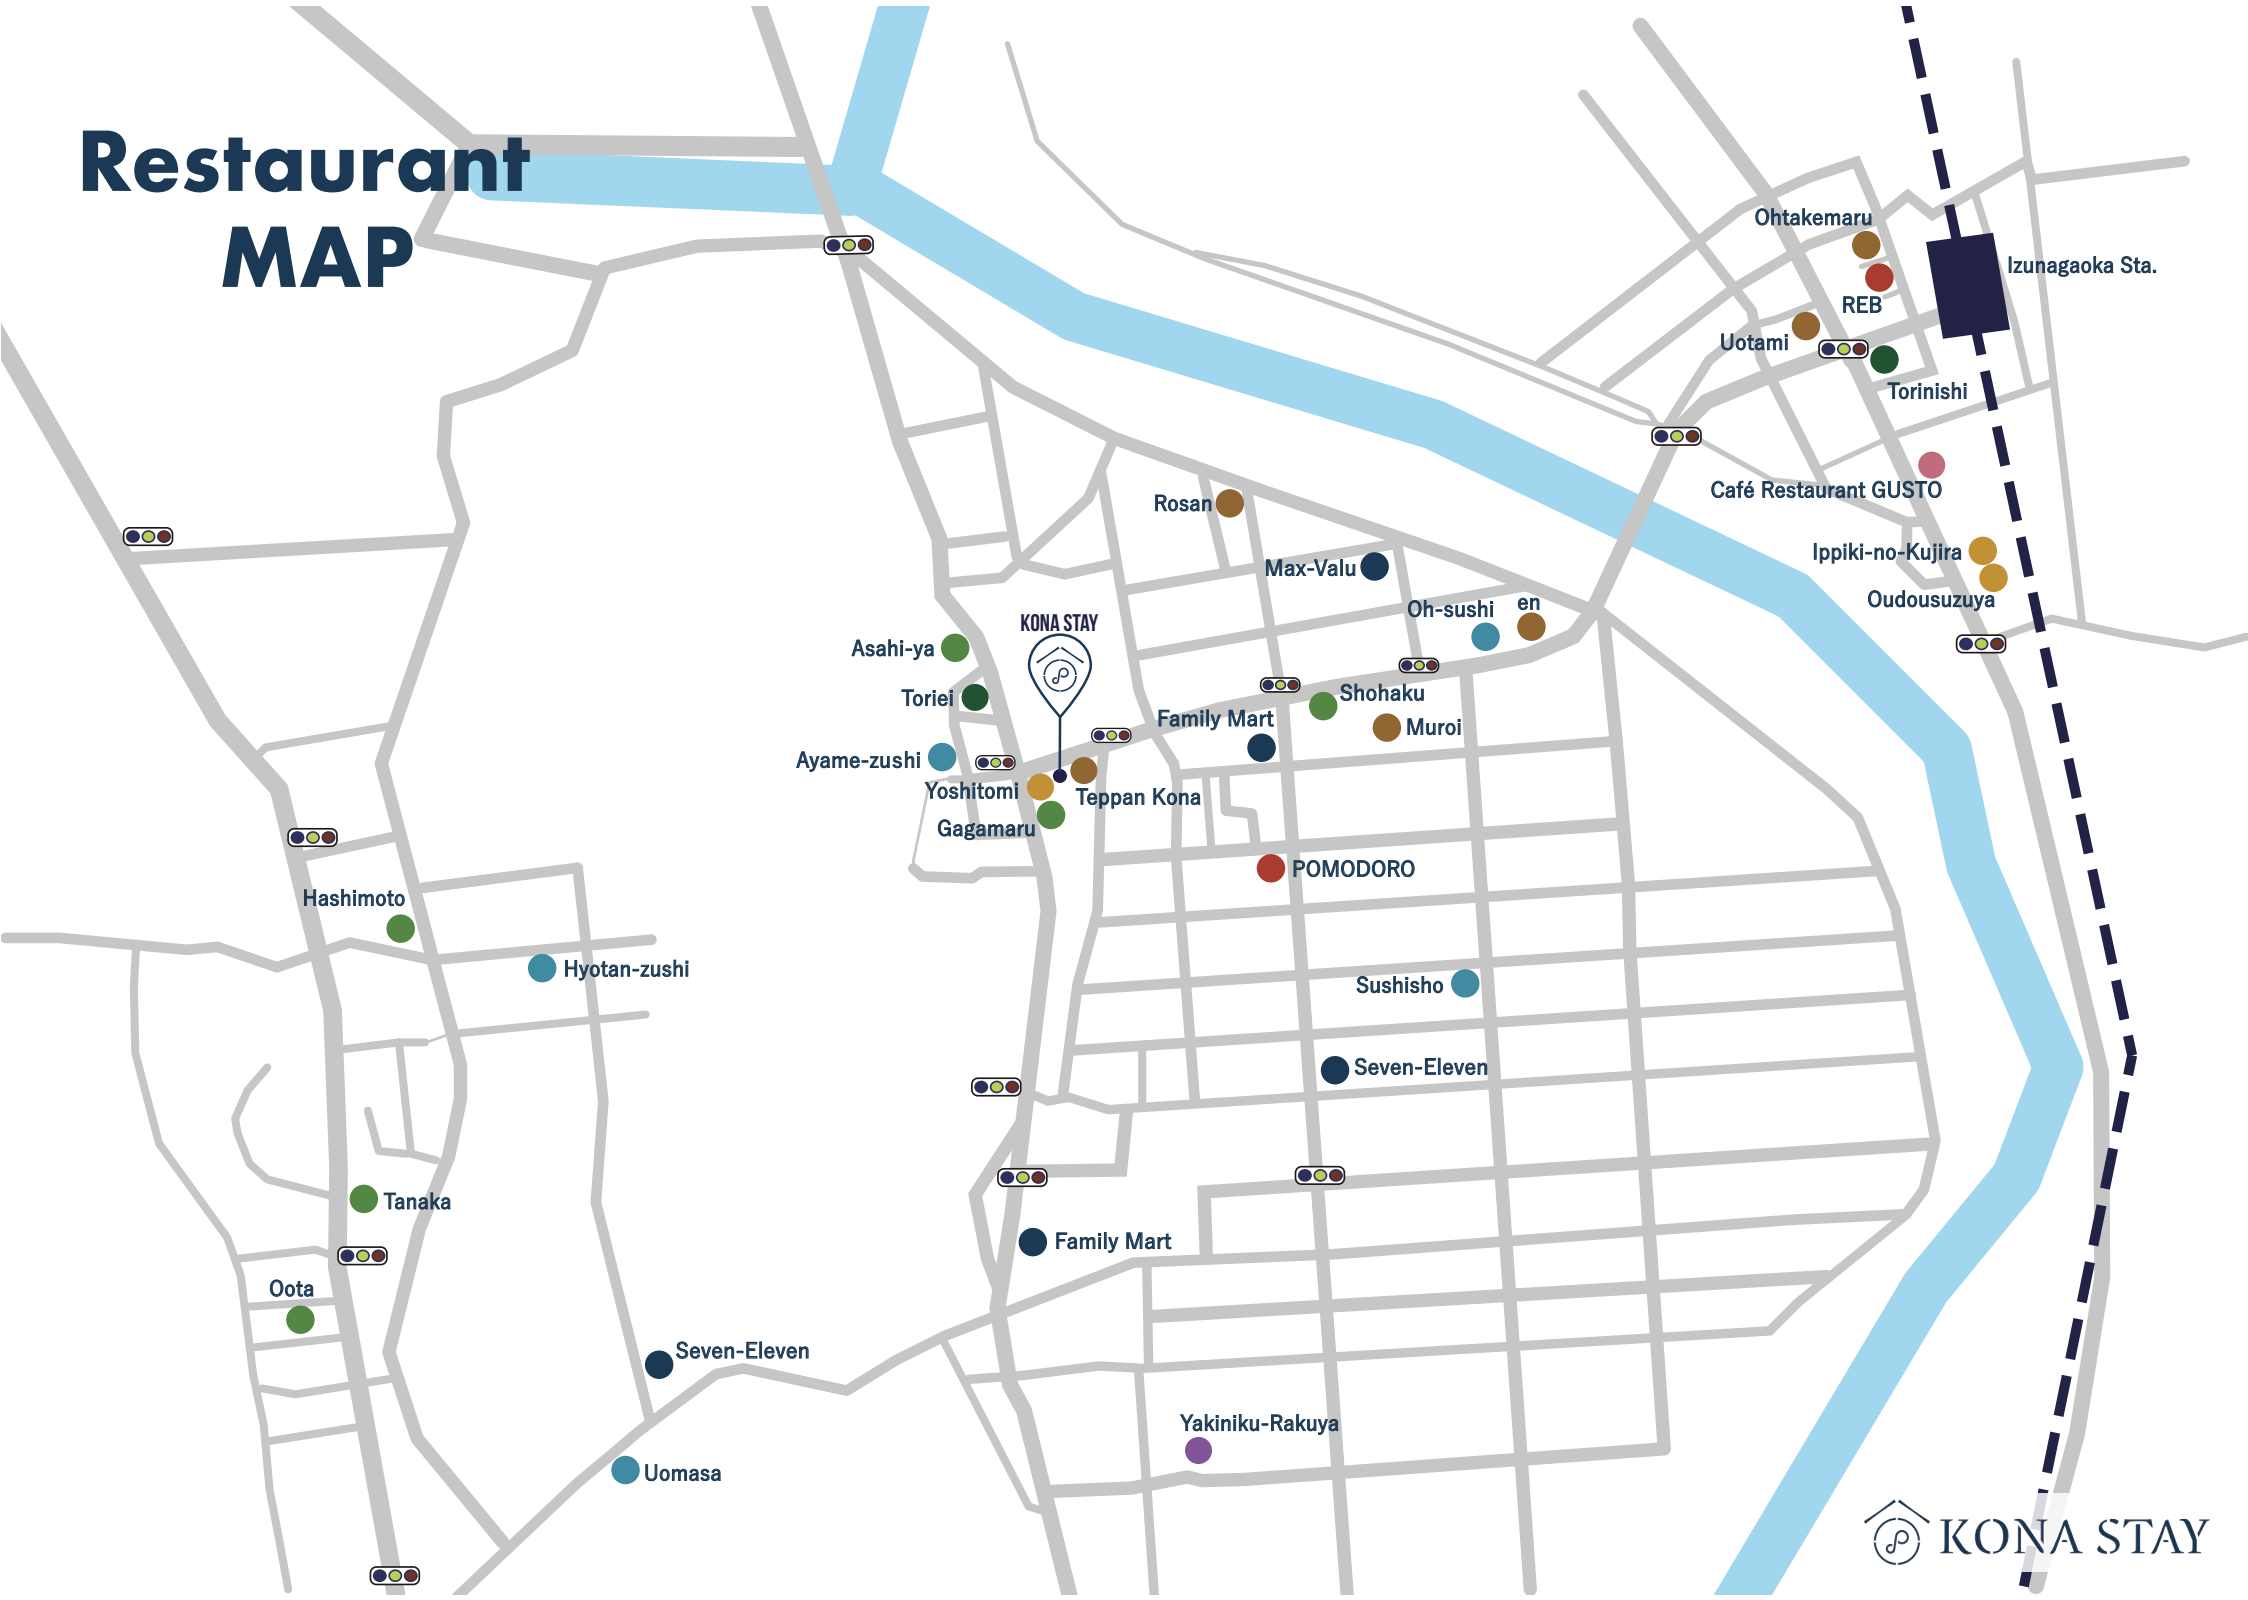 Restaurant
MAP
Ohtakemaru
Izunagaoka Sta.
REB
Uotami
Torinishi
Café Restaurant GUSTO
Rosan
Ippiki-no-Kujira
Max-Valu
Oudousuzuya
en
Oh-sushi
KONA STAY
Asahi-ya
Toriei
Shohaku
Family Mart
Muroi
Ayame-zushi
Yoshitomi
Teppan Kona
Gagamaru
POMODORO
Hashimoto
Hyotan-zushi
Sushisho
Seven-Eleven
Tanaka
Family Mart
Oota
Seven-Eleven
Yakiniku-Rakuya
Uomasa
KONA STAY